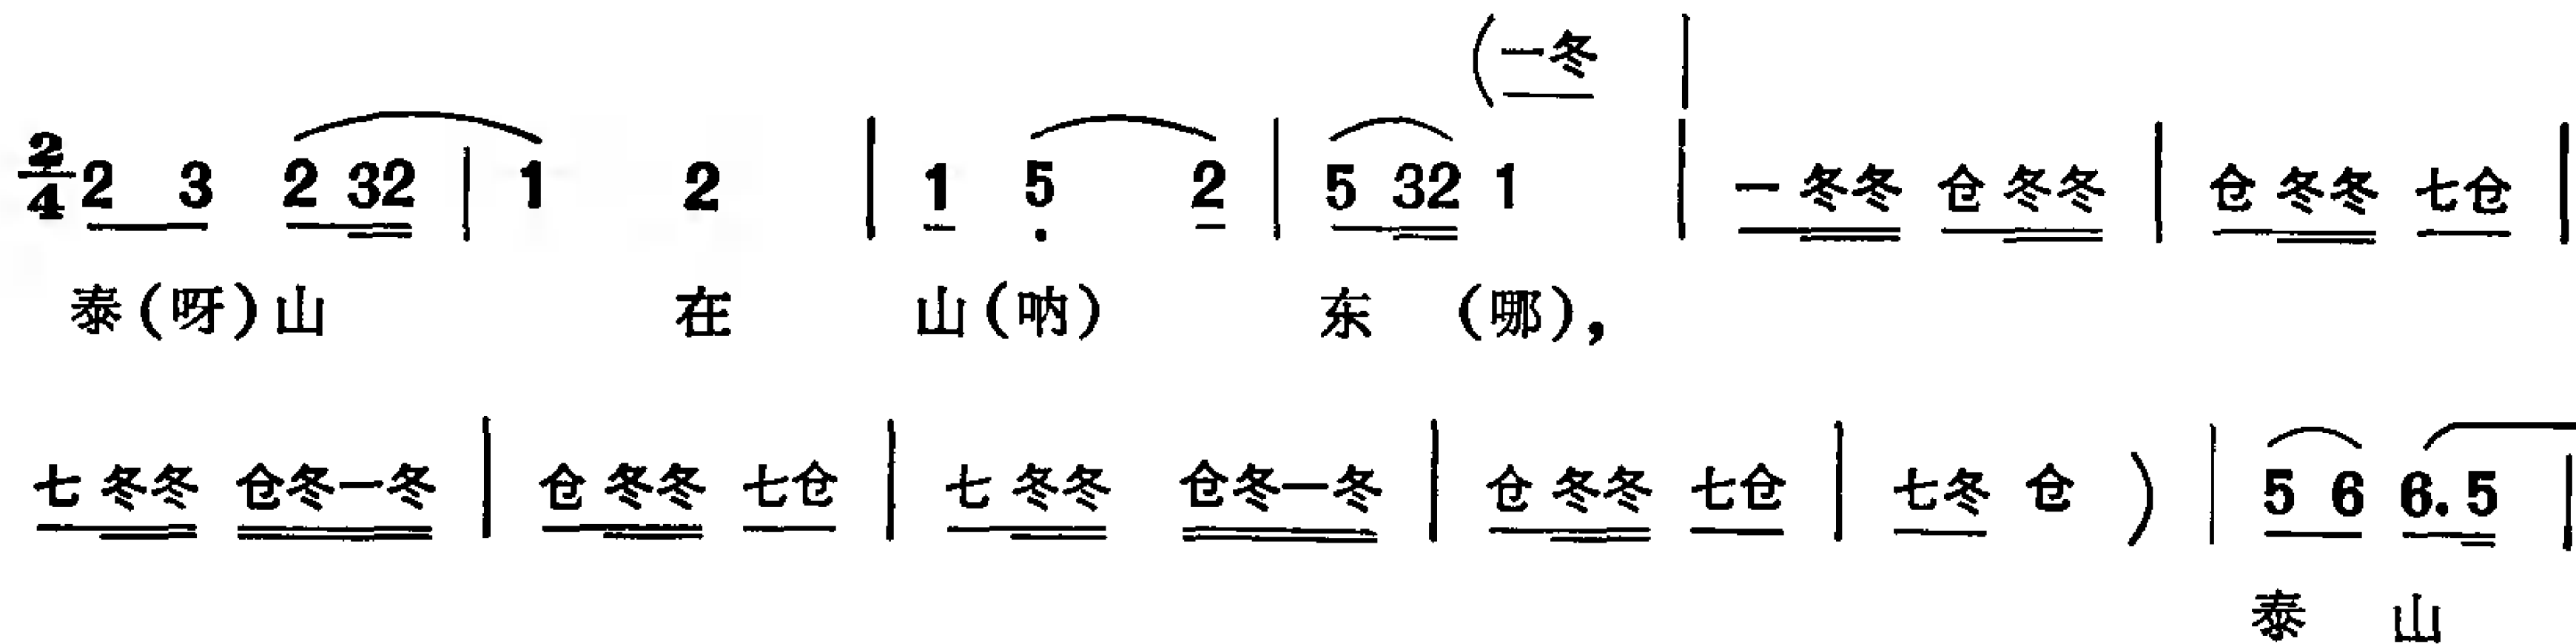 (一冬 |
2/4 2 3 2 32 | 1 2 | 1 5 2 | 5 32 1 | 一 冬冬 仓 冬冬 | 仓 冬冬 七仓 |
泰(呀)山 在 山(呐) 东 (哪),
七 冬冬 仓冬一冬 | 仓 冬冬 七仓 | 七 冬冬 仓冬一冬 | 仓 冬冬 七仓 | 七冬 仓 ) | 5 6 6. 5 |
泰 山